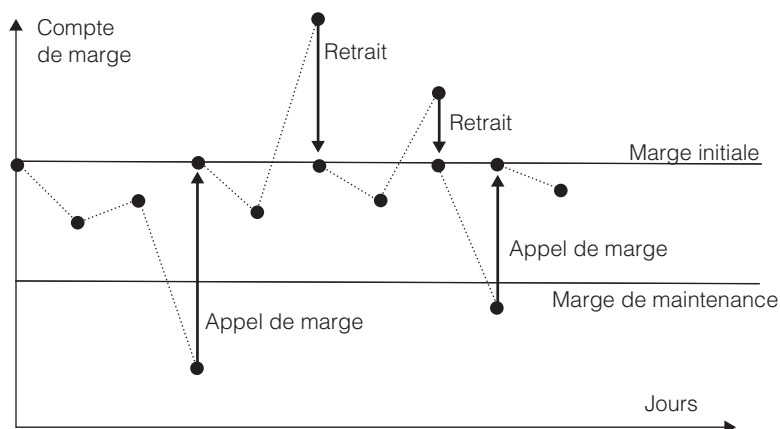 Compte
de marge
Retrait
Retrait
Marge initiale
Appel de marge
Marge de maintenance
Appel de marge
Jours